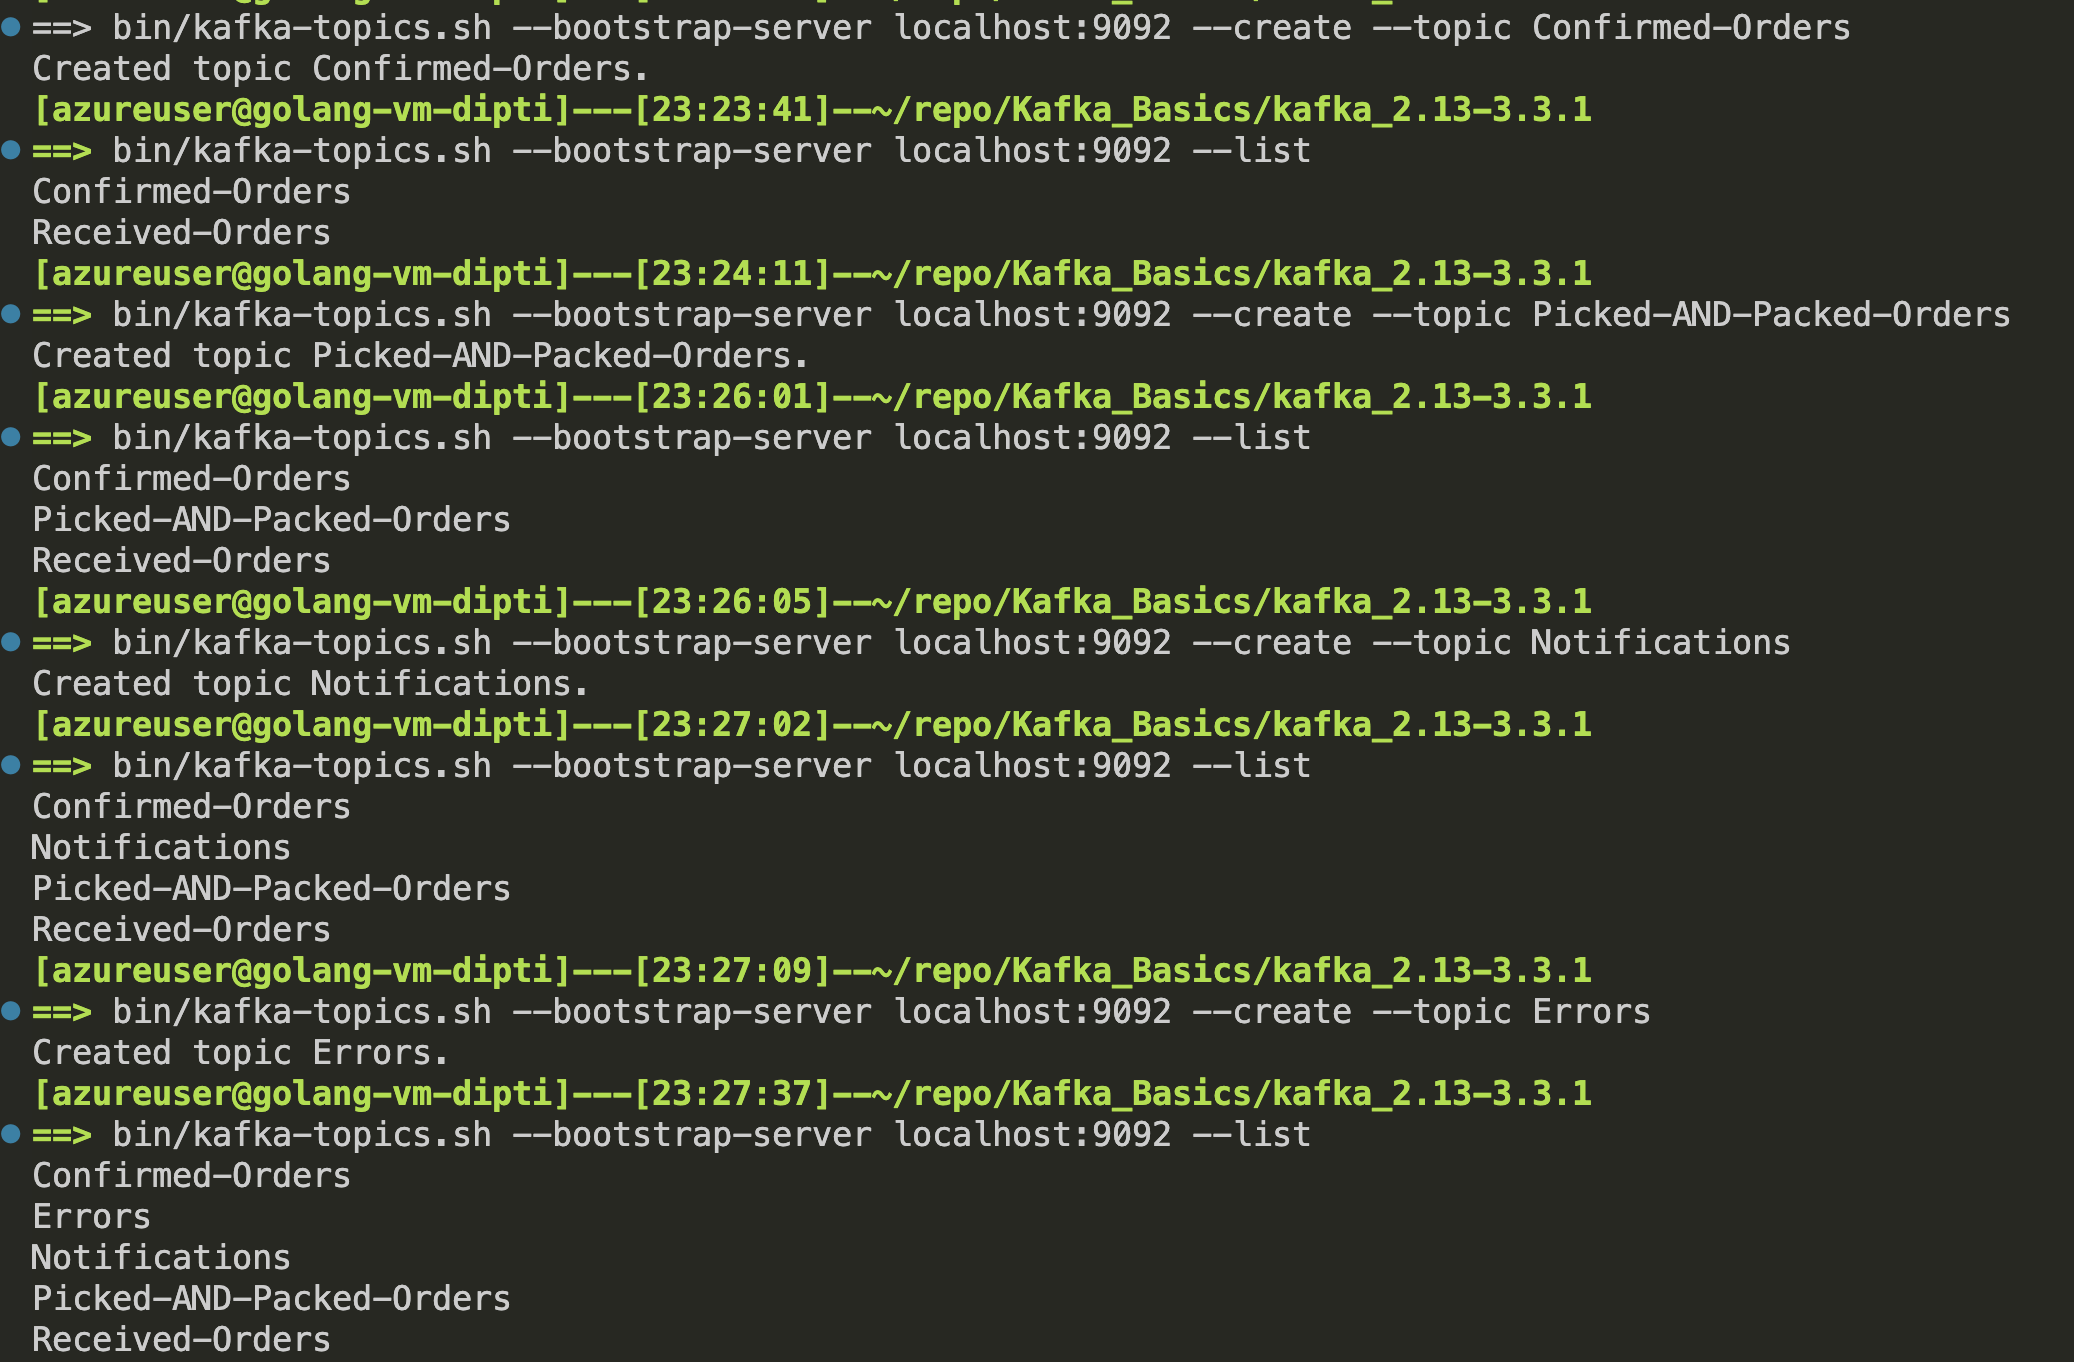 ==> bin/kafka-topics.sh --bootstrap-server localhost:9092 --create --topic Confirmed-Orders
Created topic Confirmed-Orders.
[azureuser@golang-vm-dipti]---[23:23:41]--~/repo/Kafka_Basics/kafka_2.13-3.3.1
==> bin/kafka-topics.sh --bootstrap-server localhost:9092 --list
Confirmed-Orders
Received-Orders
[azureuser@golang-vm-dipti]---[23:24:11]--~/repo/Kafka_Basics/kafka_2.13-3.3.1
==> bin/kafka-topics.sh --bootstrap-server localhost:9092 --create --topic Picked-AND-Packed-Orders
Created topic Picked-AND-Packed-Orders.
[azureuser@golang-vm-dipti]---[23:26:01]--~/repo/Kafka_Basics/kafka_2.13-3.3.1
==> bin/kafka-topics.sh --bootstrap-server localhost:9092 --list
Confirmed-Orders
Picked-AND-Packed-Orders
Received-Orders
[azureuser@golang-vm-dipti]---[23:26:05]--~/repo/Kafka_Basics/kafka_2.13-3.3.1
==> bin/kafka-topics.sh --bootstrap-server localhost:9092 --create --topic Notifications
Created topic Notifications.
[azureuser@golang-vm-dipti]---[23:27:02]--~/repo/Kafka_Basics/kafka_2.13-3.3.1
==> bin/kafka-topics.sh --bootstrap-server localhost:9092 --list
Confirmed-Orders
Notifications
Picked-AND-Packed-Orders
Received-Orders
[azureuser@golang-vm-dipti]---[23:27:09]--~/repo/Kafka_Basics/kafka_2.13-3.3.1
==> bin/kafka-topics.sh --bootstrap-server localhost:9092 --create --topic Errors
Created topic Errors.
[azureuser@golang-vm-dipti]---[23:27:37]--~/repo/Kafka_Basics/kafka_2.13-3.3.1
==> bin/kafka-topics.sh --bootstrap-server localhost:9092 --list
Confirmed-Orders
Errors
Notifications
Picked-AND-Packed-Orders
Received-Orders